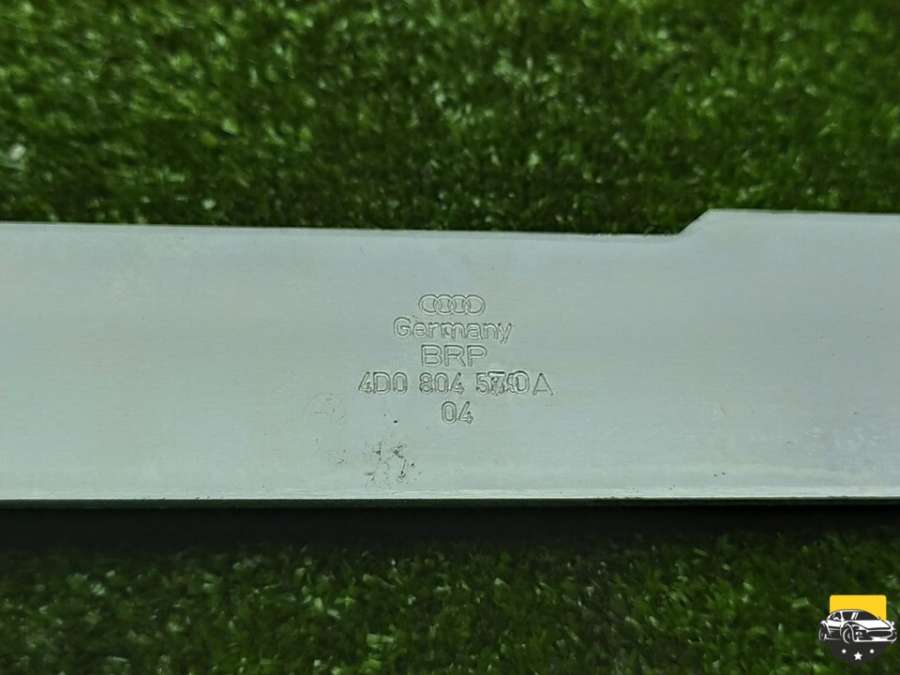 Germany
BRP
4D0 804 A
04